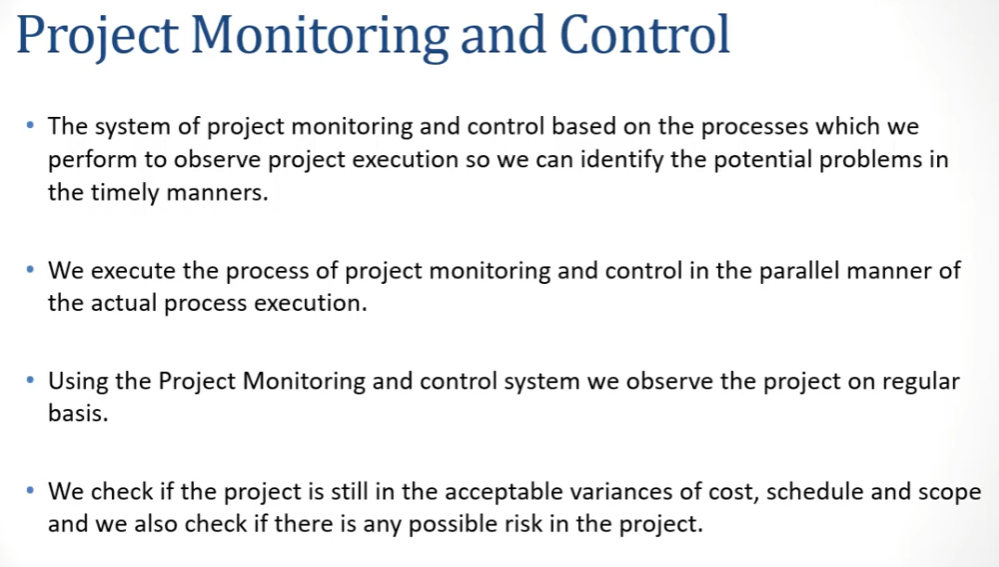 Project Monitoring and Control
• The system of project monitoring and control based on the processes which we
perform to observe project execution so we can identify the potential problems in
the timely manners.
• We execute the process of project monitoring and control in the parallel manner of
the actual process execution.
• Using the Project Monitoring and control system we observe the project on regular
basis.
• We check if the project is still in the acceptable variances of cost, schedule and scope
and we also check if there is any possible risk in the project.